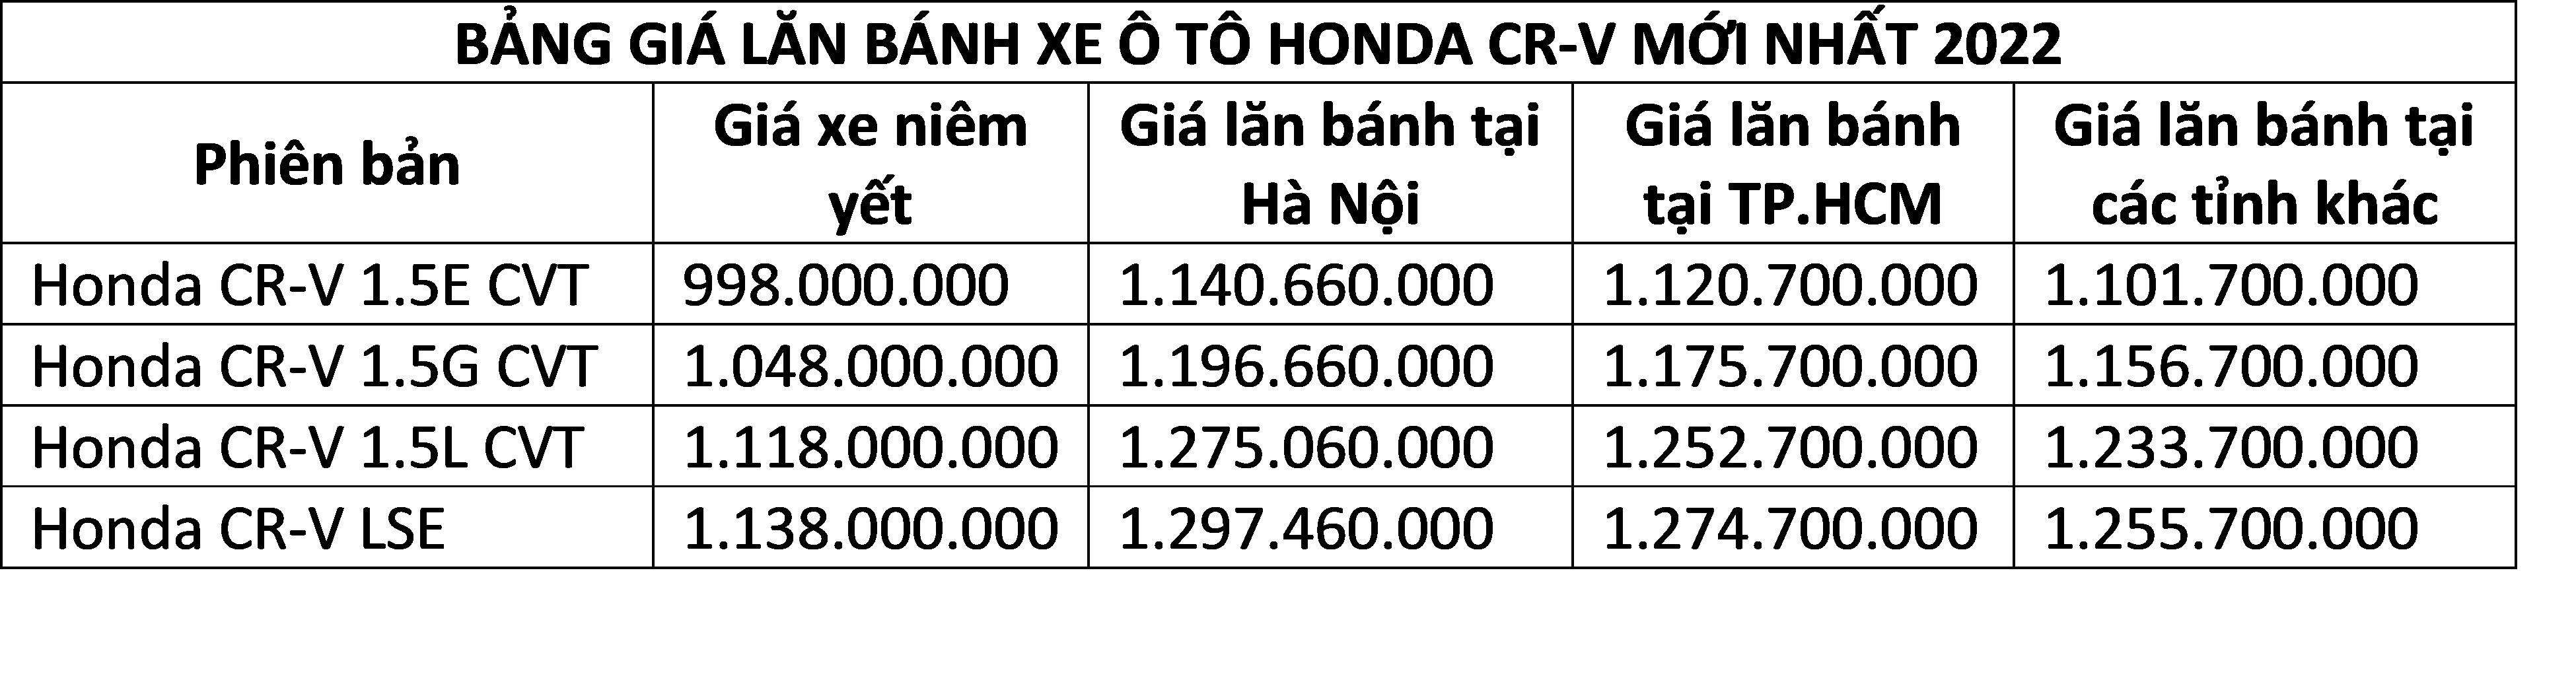 BẢNG GIÁ LĂN BÁNH XE Ô TÔ HONDA CR-V MỚI NHẤT 2022
Phiên bản
Giá xe niêm
yết
Giá lăn bánh tại
Hà Nội
Giá lăn bánh
tại TP.HCM
Giá lăn bánh tại
các tỉnh khác
Honda CR-V 1.5E CVT 998.000.000 1.140.660.000 1.120.700.000 1.101.700.000
Honda CR-V 1.5G CVT 1.048.000.000 1.196.660.000 1.175.700.000 1.156.700.000
Honda CR-V 1.5L CVT 1.118.000.000 1.275.060.000 1.252.700.000 1.233.700.000
Honda CR-V LSE 1.138.000.000 1.297.460.000 1.274.700.000 1.255.700.000